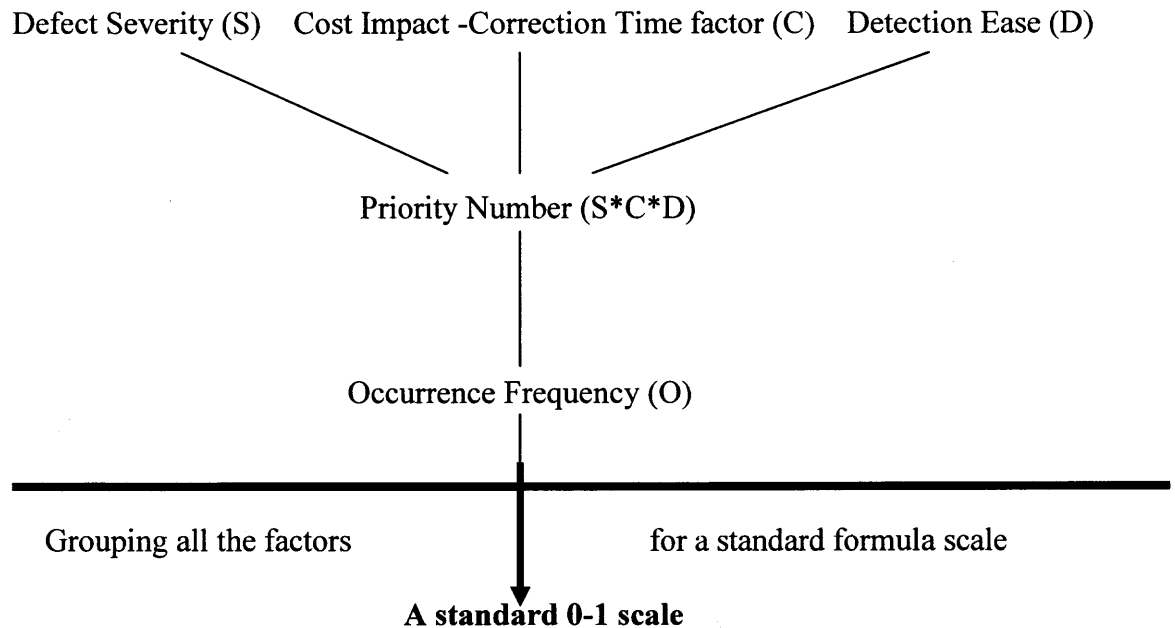 Defect Severity (S) Cost Impact -Correction Time factor (C) Detection Ease (D)
Priority Number (S*C*D)
Occurrence Frequency (O)
Grouping all the factors for a standard formula scale
A standard 0-1 scale